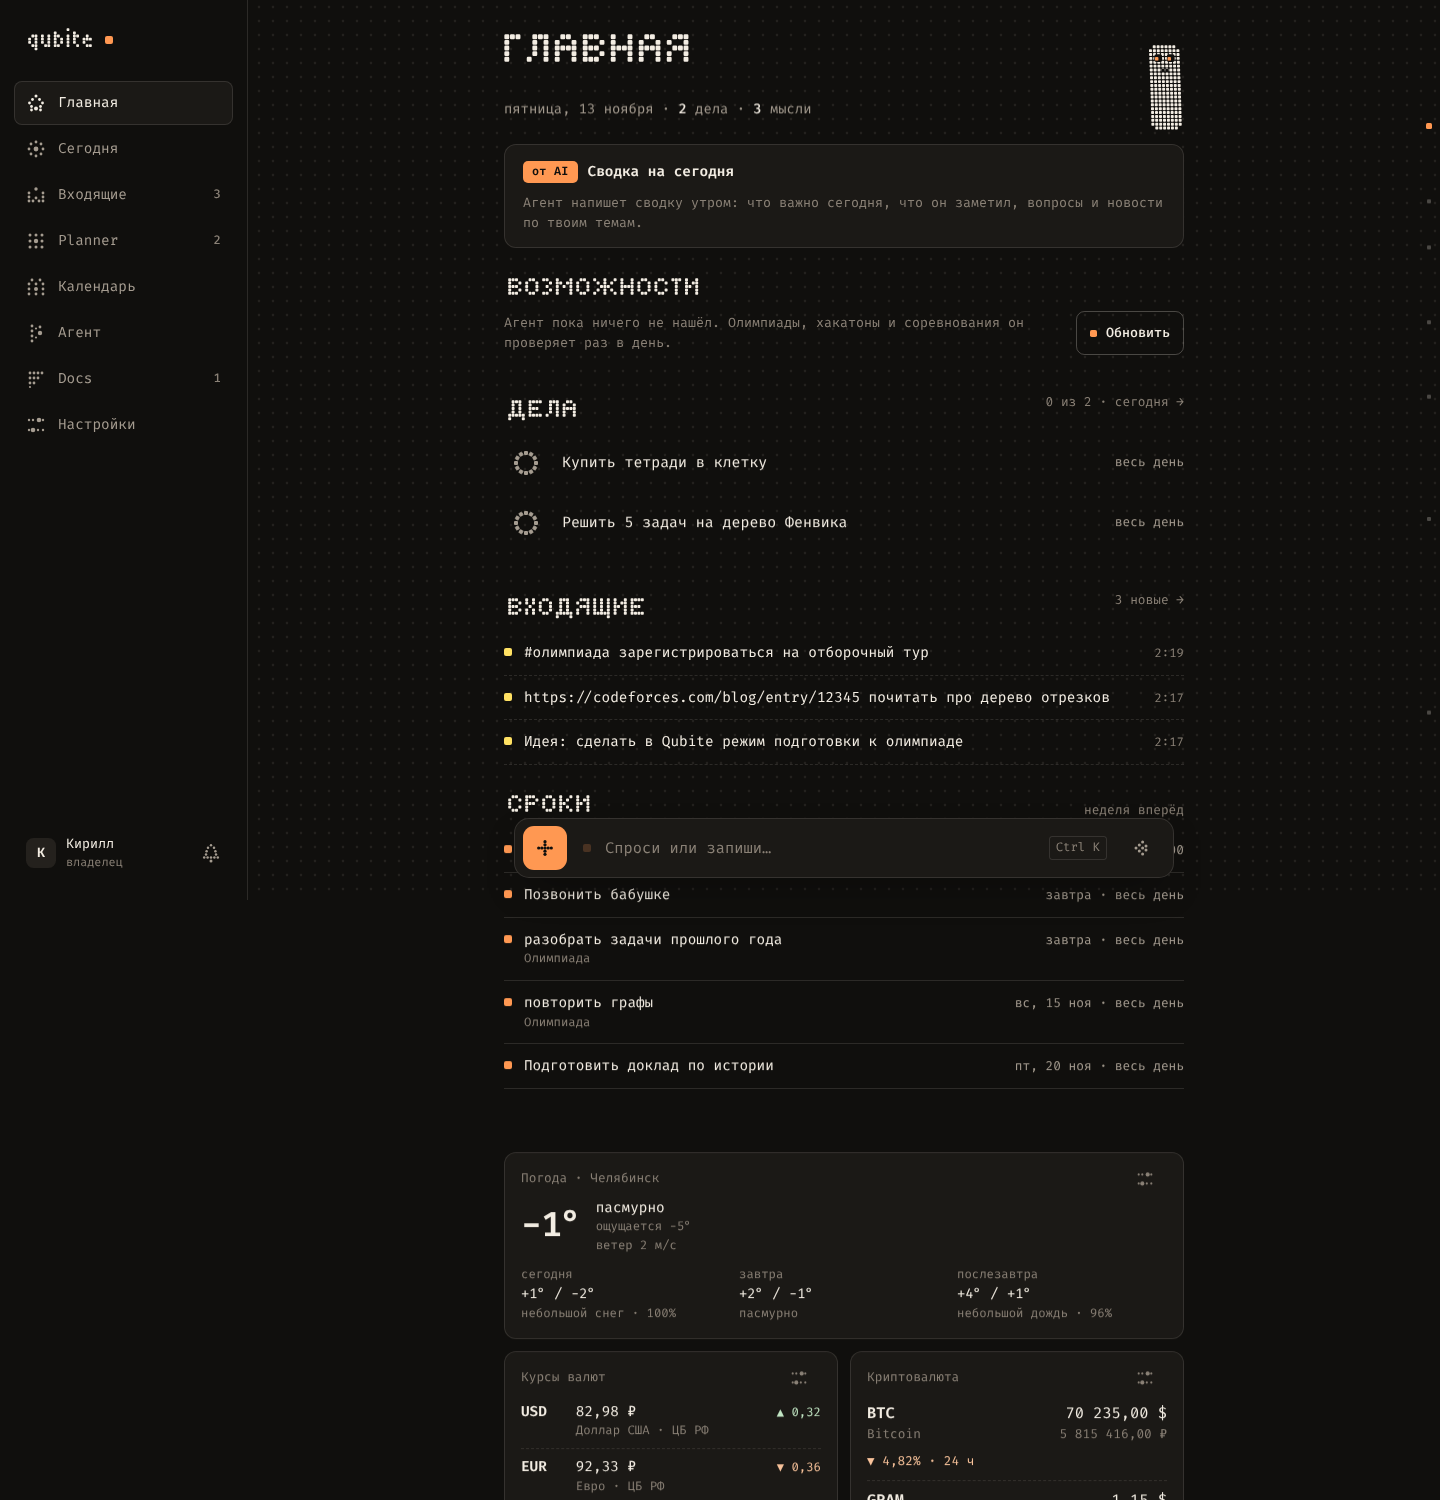 qubite
Главная
Сегодня
Входящие 3
Planner 2
Календарь
Агент
Docs 1
Настройки
К
Кирилл
владелец
ГЛАВНАЯ
пятница, 13 ноября · 2 дела · 3 мысли
от AI Сводка на сегодня
Агент напишет сводку утром: что важно сегодня, что он заметил, вопросы и новости
по твоим темам.
ВОЗМОЖНОСТИ
Агент пока ничего не нашёл. Олимпиады, хакатоны и соревнования он
проверяет раз в день.
Обновить
ДЕЛА
0 из 2 · сегодня →
Купить тетради в клетку весь день
Решить 5 задач на дерево Фенвика весь день
ВХОДЯЩИЕ
3 новые →
#олимпиада зарегистрироваться на отборочный тур 2:19
https://codeforces.com/blog/entry/12345 почитать про дерево отрезков 2:17
Идея: сделать в Qubite режим подготовки к олимпиаде 2:17
СРОКИ
неделя вперёд
Спроси или запиши… Ctrl K
Позвонить бабушке завтра · весь день
разобрать задачи прошлого года завтра · весь день
Олимпиада
повторить графы вс, 15 ноя · весь день
Олимпиада
Подготовить доклад по истории пт, 20 ноя · весь день
Погода · Челябинск
−1°
пасмурно
ощущается −5°
ветер 2 м/с
сегодня
+1° / −2°
небольшой снег · 100%
завтра
+2° / −1°
пасмурно
послезавтра
+4° / +1°
небольшой дождь · 96%
Курсы валют
USD 82,98 ₽ ▲ 0,32
Доллар США · ЦБ РФ
EUR 92,33 ₽ ▼ 0,36
Евро · ЦБ РФ
Криптовалюта
BTC 70 235,00 $
Bitcoin 5 815 416,00 ₽
▼ 4,82% · 24 ч
GRAM 1,15 $